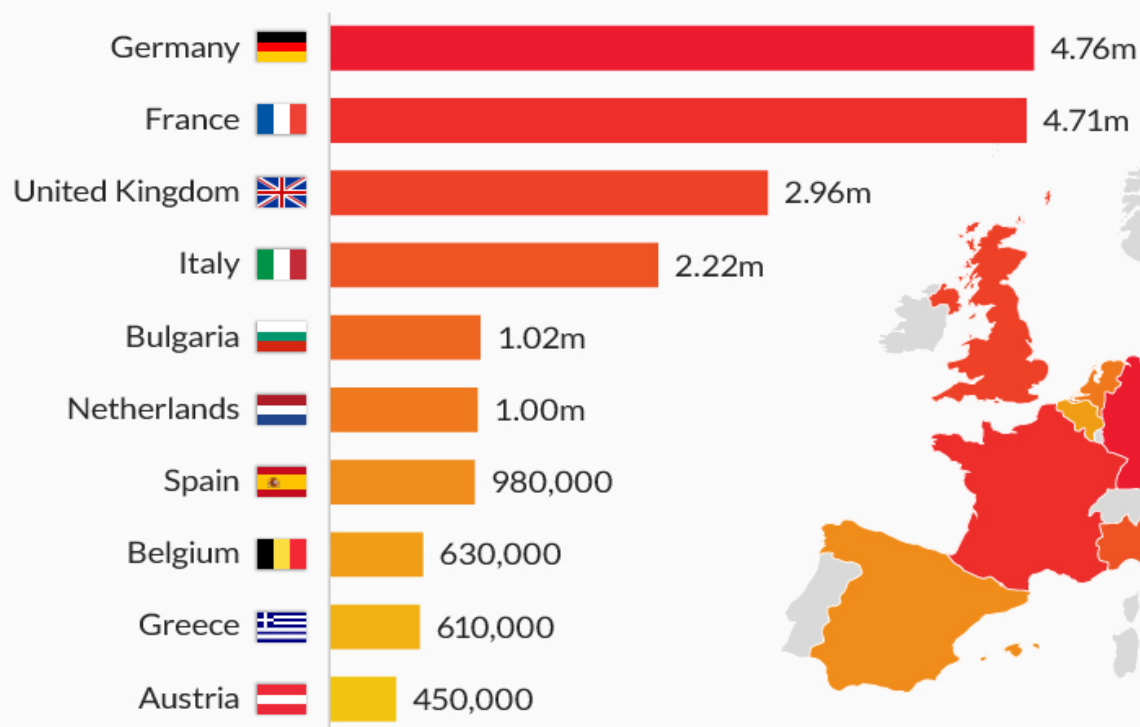 Germany 4.76m
France 4.71m
United Kingdom 2.96m
Italy 2.22m
Bulgaria 1.02m
Netherlands 1.00m
Spain 980,000
Belgium 630,000
Greece 610,000
Austria 450,000